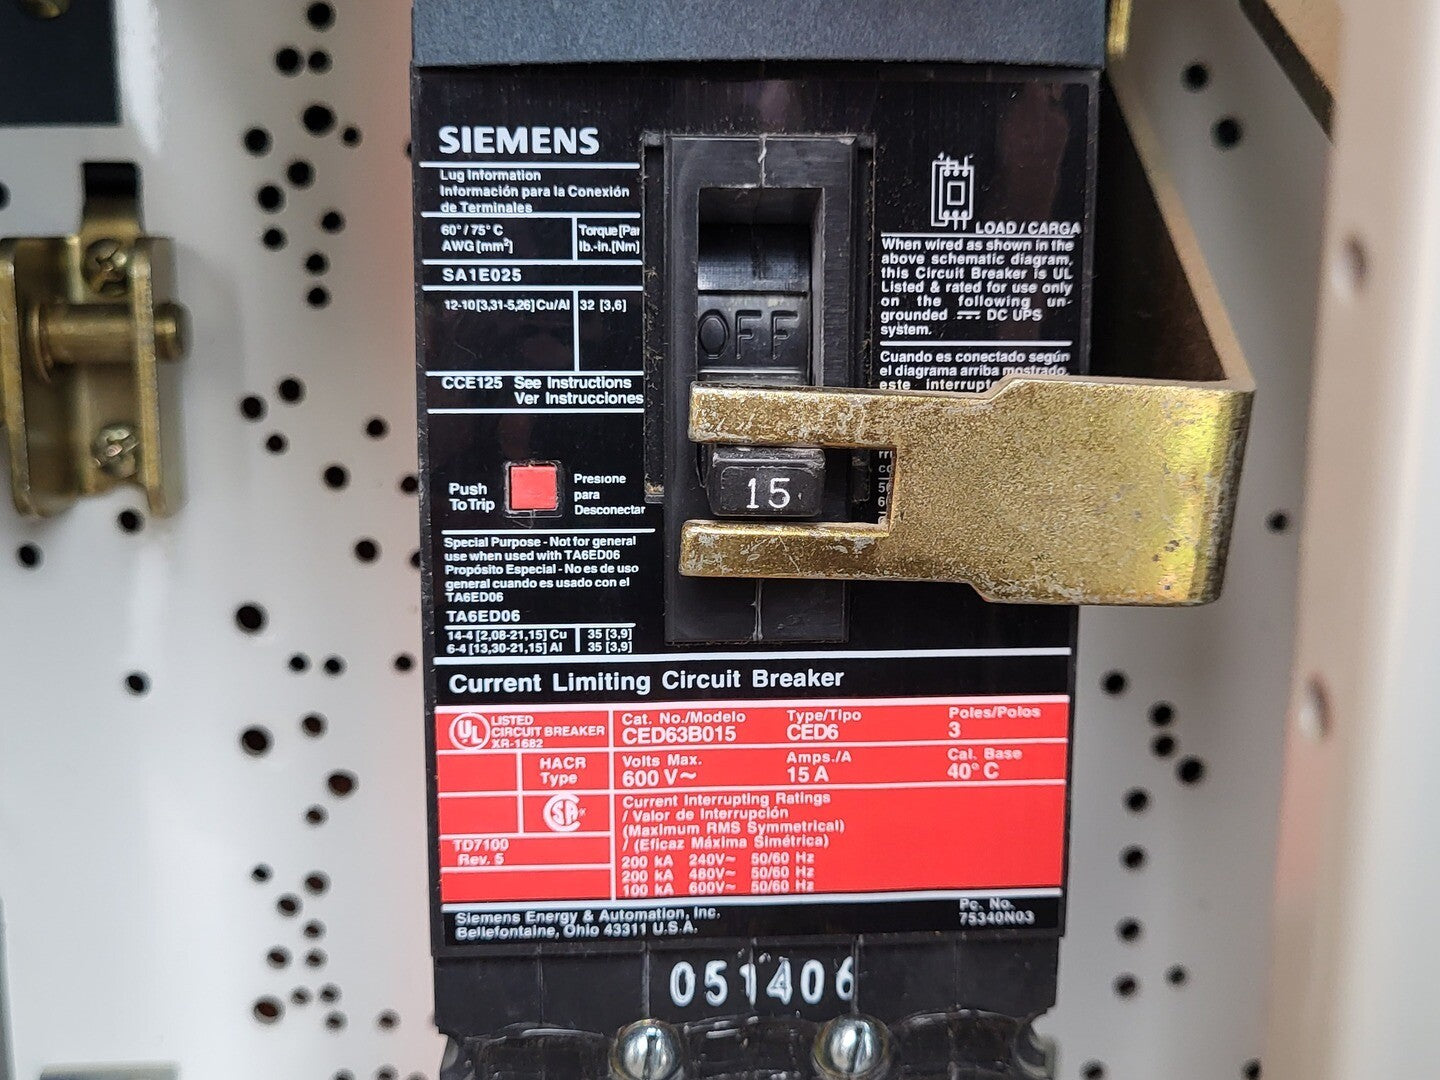 SIEMENS
Lug Information
Información para la Conexión
de Terminales
60°/75° C
AWG [mm²]
lb.-in.[Nm]
SA1E025
12-10[3,31-5,26] Cu/Al 32 [3,6]
CCE125 See Instructions
Ver Instrucciones
Push
To Trip
Presione
para
Desconectar
Special Purpose - Not for general
use when used with TA6ED06
Propósito Especial - No es de uso
general cuando es usado con el
TA6ED06
TA6ED06
14-4 [2,08-21,15] Cu 35 [3,9]
6-4 [13,30-21,15] Al 35 [3,9]
OFF
15
LOAD / CARGA
When wired as shown in the
above schematic diagram,
this Circuit Breaker is UL
Listed & rated for use only
on the following un-
grounded DC UPS
system.
Cuando es conectado según
el diagrama arriba mostrado,
este
Current Limiting Circuit Breaker
UL LISTED
CIRCUIT BREAKER
XR-1682
HACR
Type
TD7100
Rev. 5
Cat. No./Modelo Type/Tipo Poles/Polos
CED63B015 CED6 3
Volts Max. Amps./A Cal. Base
600 V~ 15 A 40° C
Current Interrupting Ratings
/ Valor de Interrupción
(Maximum RMS Symmetrical)
/ (Eficaz Máxima Simétrica)
200 kA 240V~ 50/60 Hz
200 kA 480V~ 50/60 Hz
100 kA 600V~ 50/60 Hz
Siemens Energy & Automation, Inc.
Bellefontaine, Ohio 43311 U.S.A.
Pc. No.
75340N03
051406